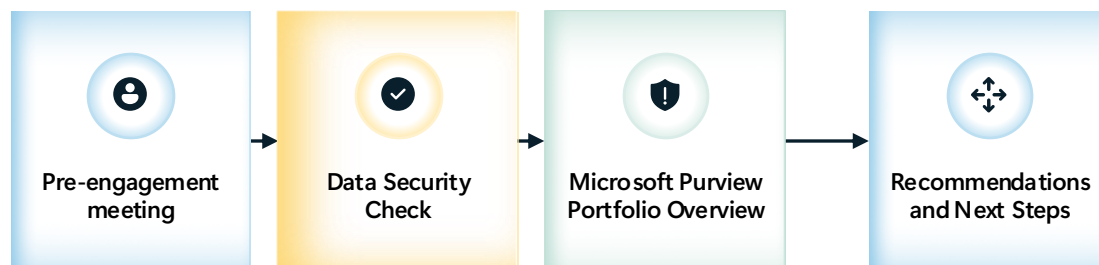 Pre-engagement
meeting
Data Security
Check
Microsoft Purview
Portfolio Overview
Recommendations
and Next Steps